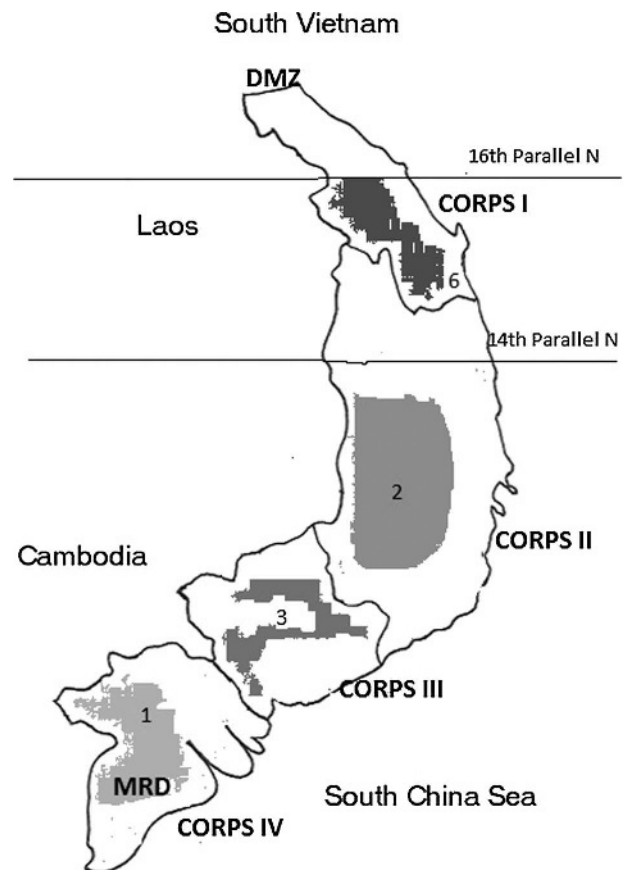 South Vietnam
DMZ
16th Parallel N
CORPS I
Laos
6
14th Parallel N
2
CORPS II
Cambodia
3
CORPS III
1
MRD
South China Sea
CORPS IV